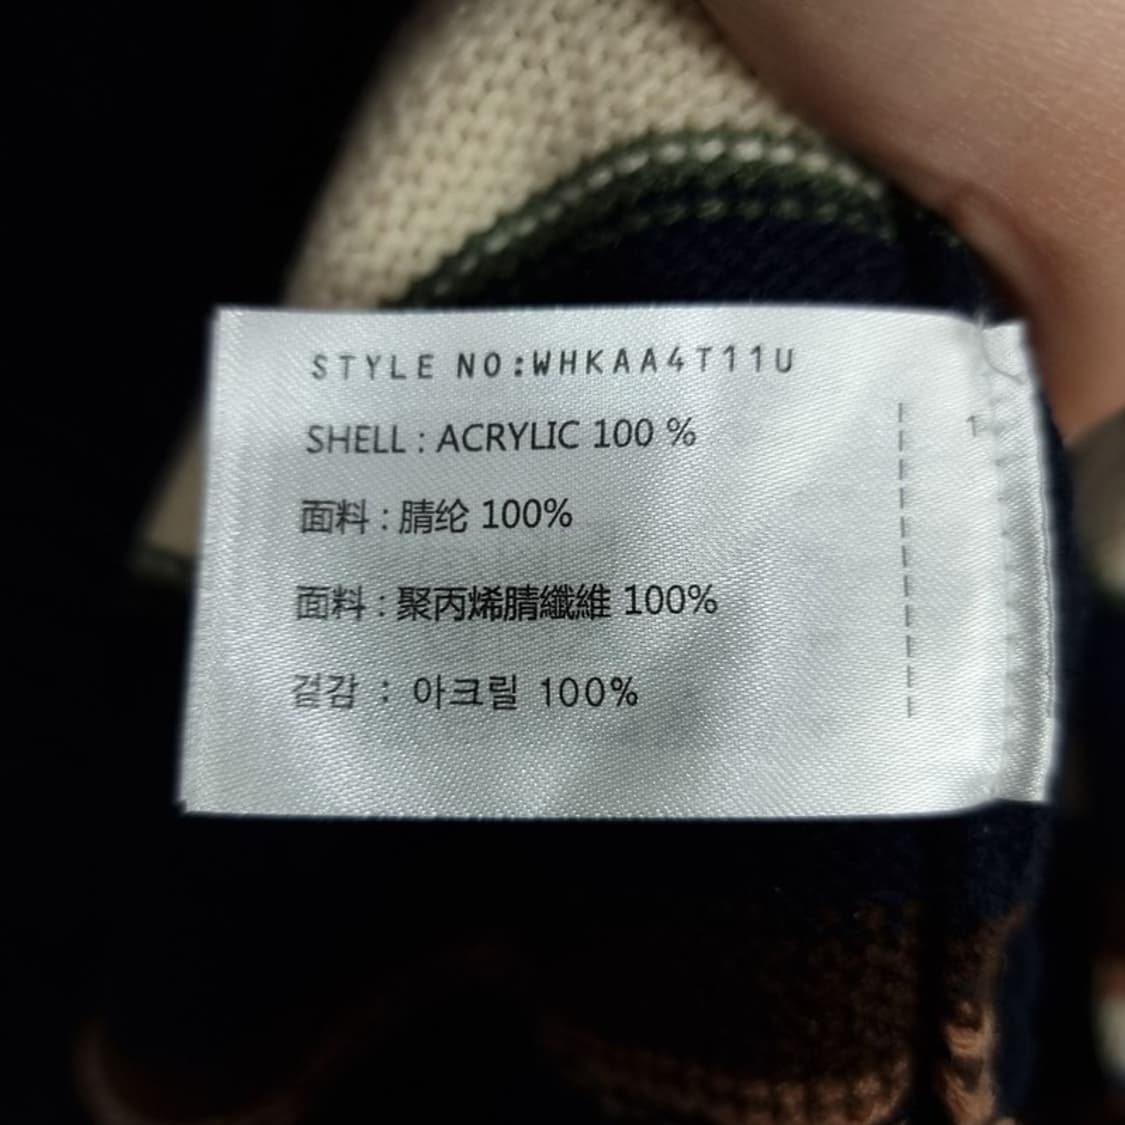 STYLE NO:WHKAA4T11U
SHELL : ACRYLIC 100 %
面料 : 腈纶 100%
面料 : 聚丙烯腈纖維 100%
겉감 : 아크릴 100%
1